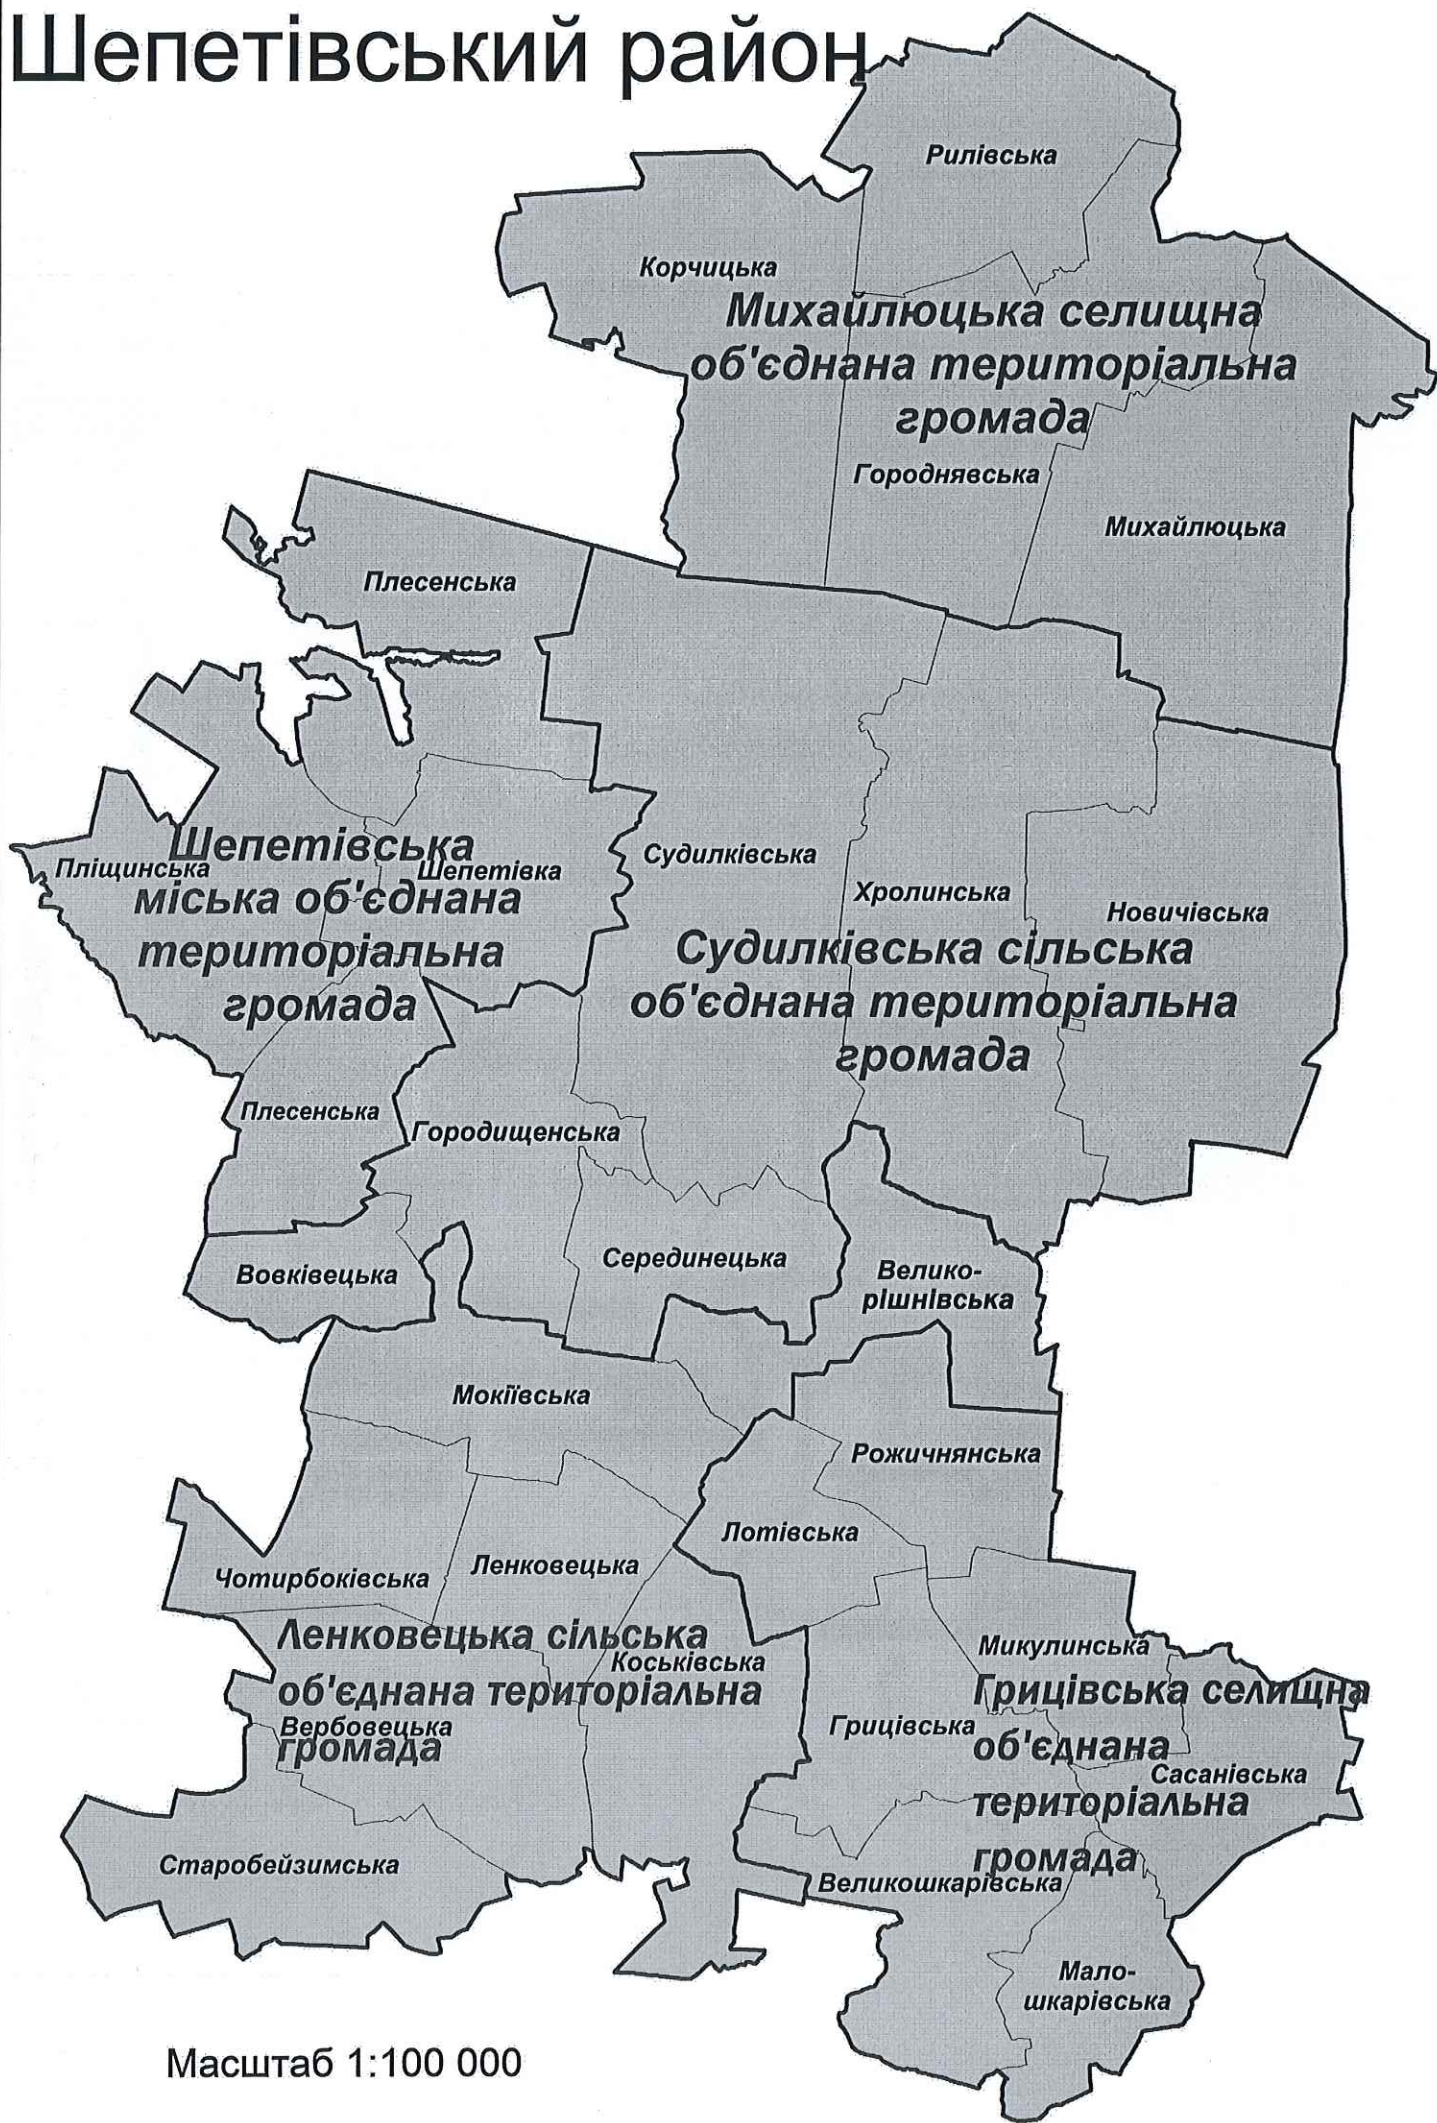 Шепетівський район
Рилівська
Корчицька
Михайлюцька селищна
об'єднана територіальна
громада
Городнявська
Михайлюцька
Плесенська
Шепетівська
Пліщинська
Шепетівка
міська об'єднана
територіальна
громада
Судилківська
Хролинська
Новичівська
Судилківська сільська
об'єднана територіальна
громада
Плесенська
Городищенська
Вовківецька
Серединецька
Велико-
рішнівська
Мокіївська
Рожичнянська
Лотівська
Чотирбоківська
Ленковецька
Ленковецька сільська
Коськівська
об'єднана територіальна
Вербовецька
громада
Микулинська
Грицівська селищна
Грицівська
об'єднана
Сасанівська
територіальна
громада
Великошкарівська
Старобейзимська
Мало-
шкарівська
Масштаб 1:100 000